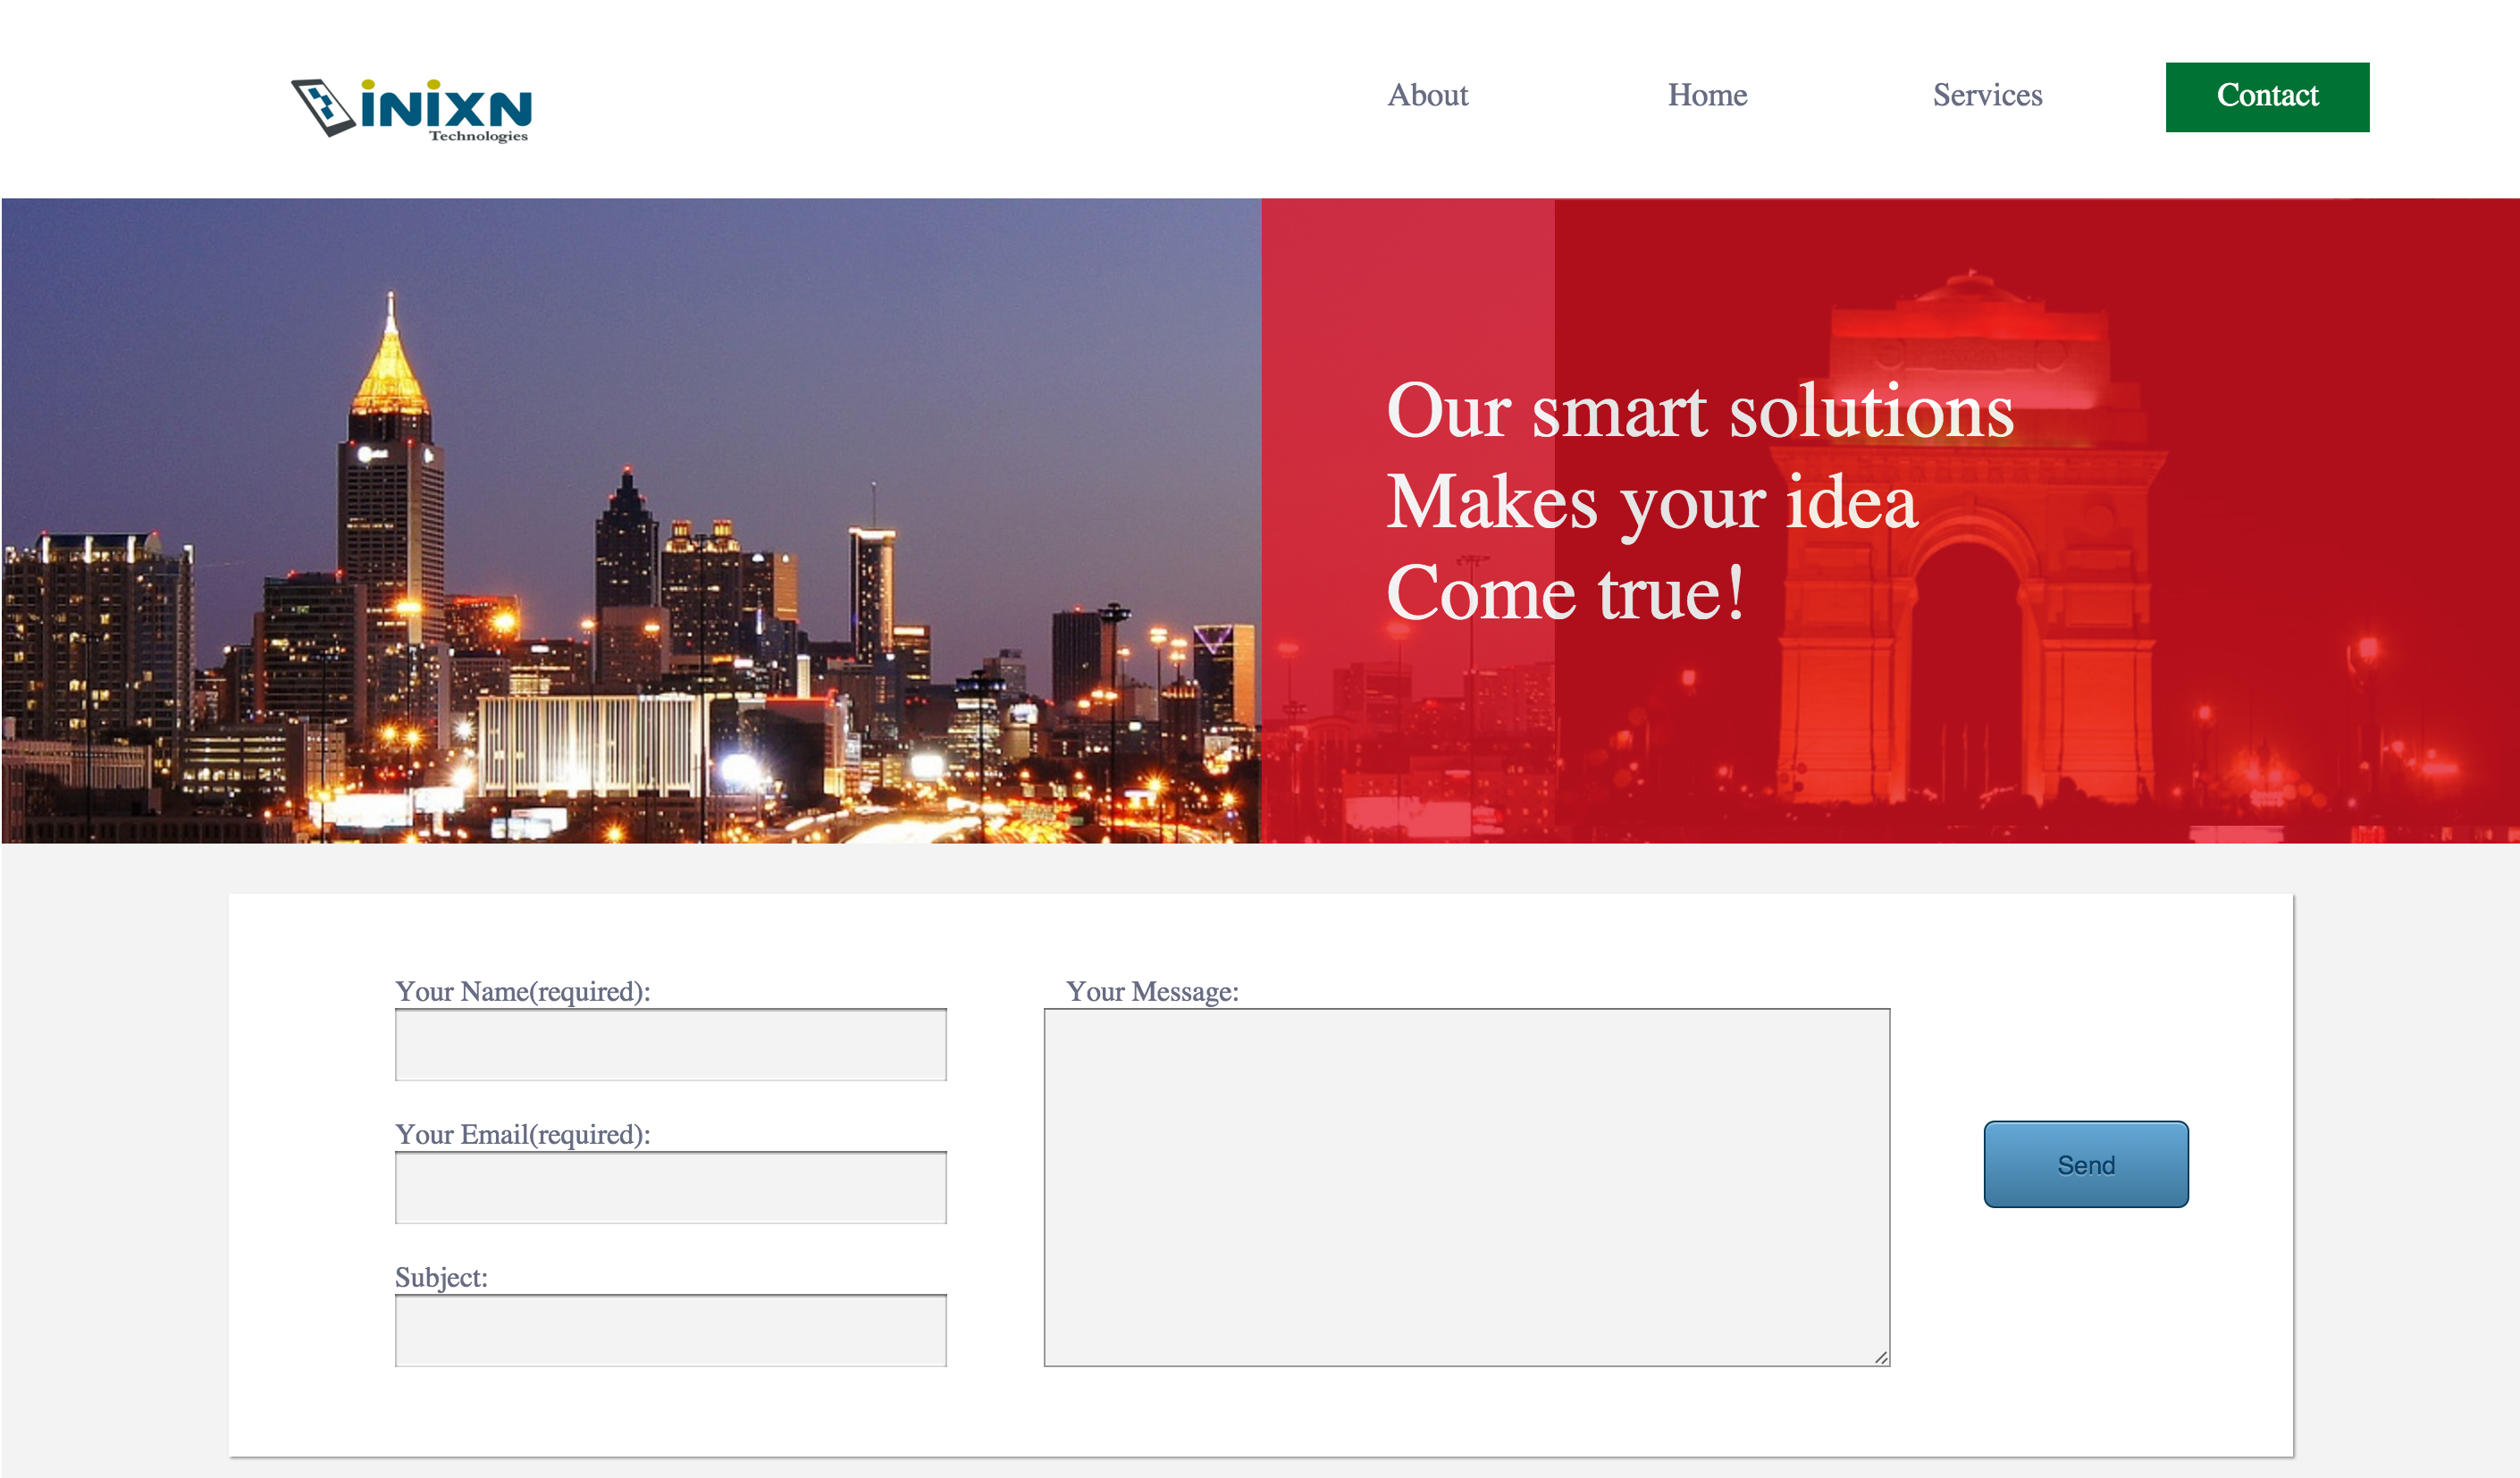 iNiXN
Technologies
About
Home
Services
Contact
Our smart solutions
Makes your idea
Come true!
Your Name(required):
Your Message:
Your Email(required):
Send
Subject: